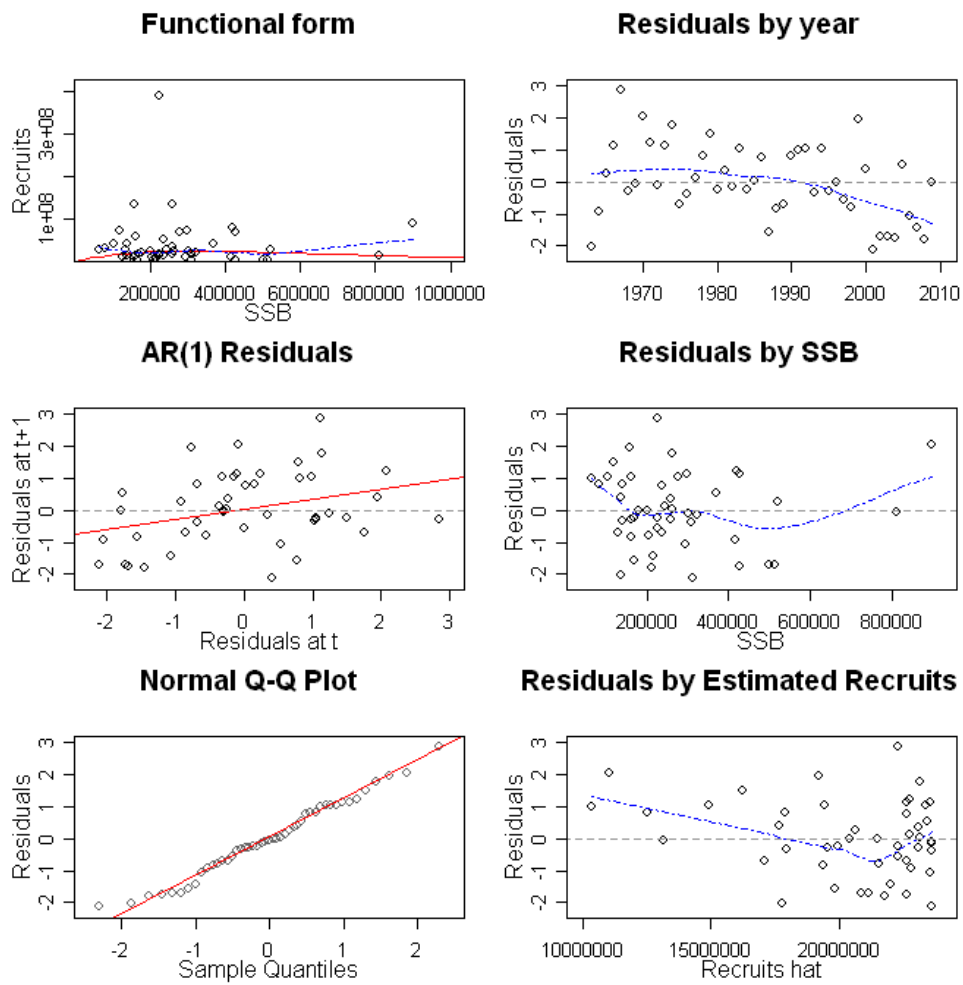 Functional form
Recruits
3e+08
1e+08
200000 400000 600000 800000 1000000
SSB
Residuals by year
Residuals
3
2
1
0
-1
-2
1970 1980 1990 2000 2010
AR(1) Residuals
Residuals at t+1
3
2
1
0
-1
-2
-2 -1 0 1 2 3
Residuals at t
Residuals by SSB
Residuals
3
2
1
0
-1
-2
200000 400000 600000 800000
SSB
Normal Q-Q Plot
Residuals
3
2
1
0
-1
-2
-2 -1 0 1 2
Sample Quantiles
Residuals by Estimated Recruits
Residuals
3
2
1
0
-1
-2
10000000 15000000 20000000
Recruits hat